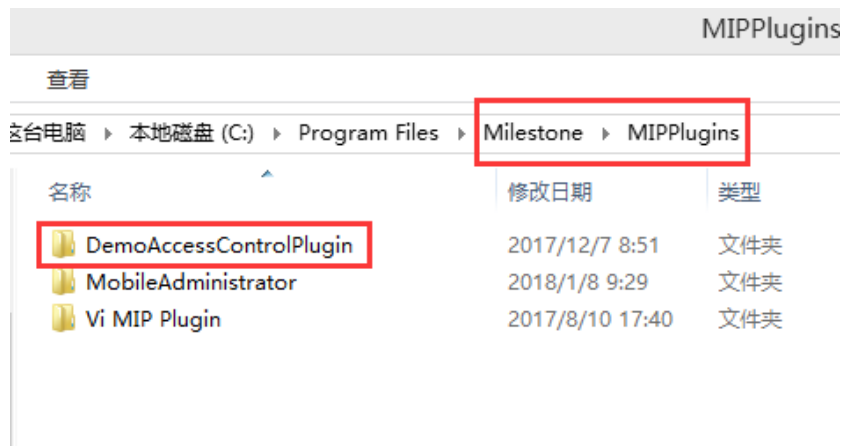 MIPPlugins
查看
这台电脑 本地磁盘 (C:) Program Files Milestone MIPPlugins
名称 修改日期 类型
DemoAccessControlPlugin 2017/12/7 8:51 文件夹
MobileAdministrator 2018/1/8 9:29 文件夹
Vi MIP Plugin 2017/8/10 17:40 文件夹